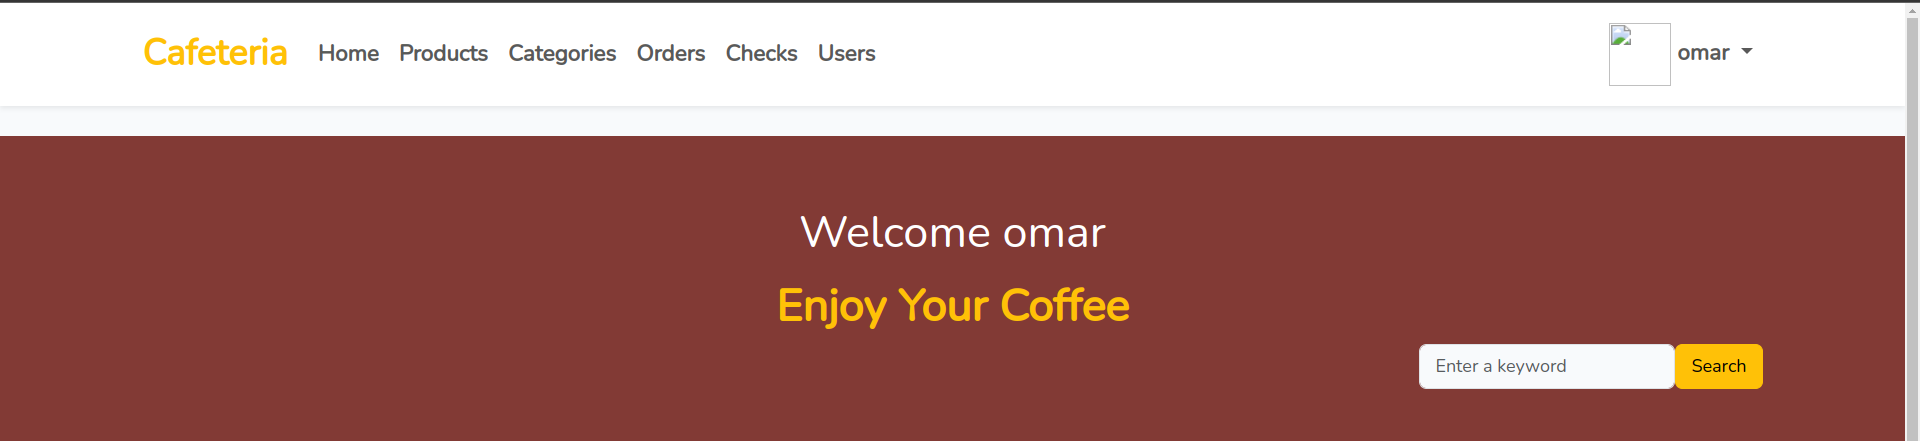 Cafeteria Home Products Categories Orders Checks Users omar
Welcome omar
Enjoy Your Coffee
Enter a keyword Search